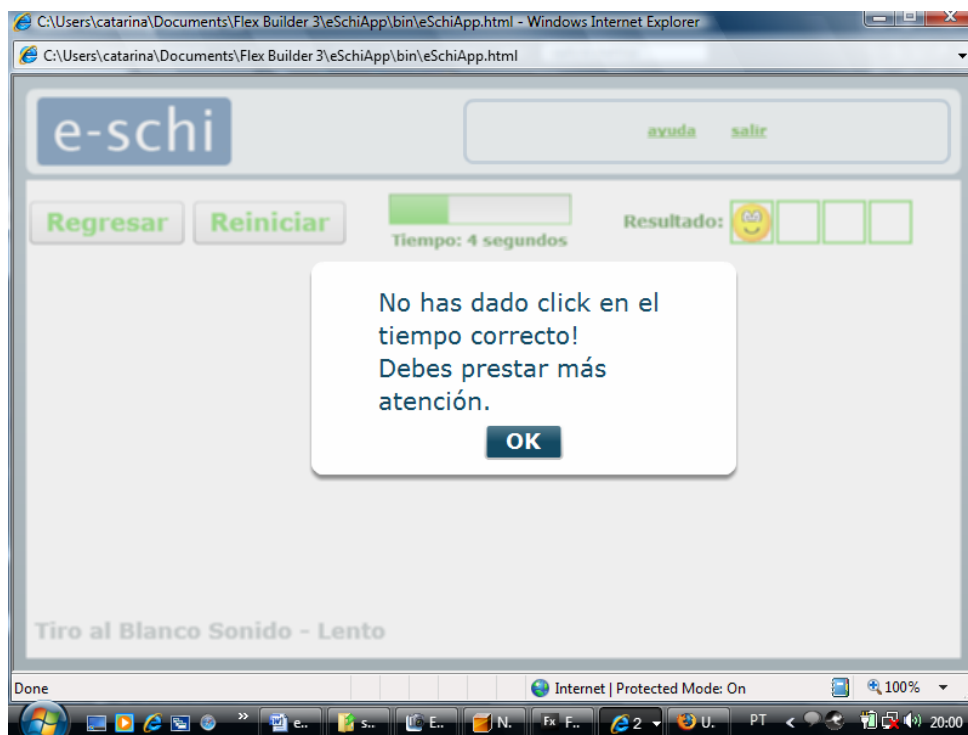 C:\Users\catarina\Documents\Flex Builder 3\eSchiApp\bin\eSchiApp.html - Windows Internet Explorer
C:\Users\catarina\Documents\Flex Builder 3\eSchiApp\bin\eSchiApp.html
e-schi
ayuda salir
Regresar Reiniciar
Tiempo: 4 segundos
Resultado:
No has dado click en el
tiempo correcto!
Debes prestar más
atención.
OK
Tiro al Blanco Sonido - Lento
Done Internet | Protected Mode: On 100%
e.. s.. E.. N. Fx F.. 2 U. PT 20:00